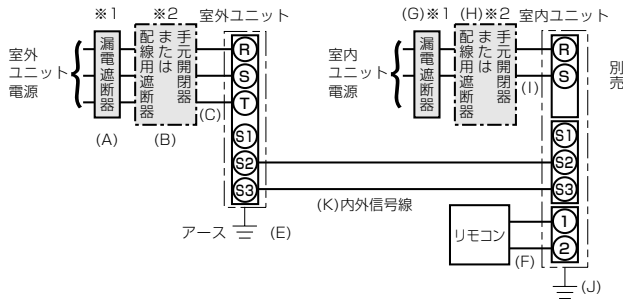 ※1
※2
室外ユニット
室外
ユニット
電源
漏電遮断器
手元開閉器
または
配線用遮断器
R
S
T
S1
S2
S3
(A)
(B)
(C)
アース
(E)
(G)※1
(H)※2
室内ユニット
室内
ユニット
電源
漏電遮断器
手元開閉器
または
配線用遮断器
R
S
(I)
別売
S1
S2
S3
(K)内外信号線
リモコン
1
2
(F)
(J)